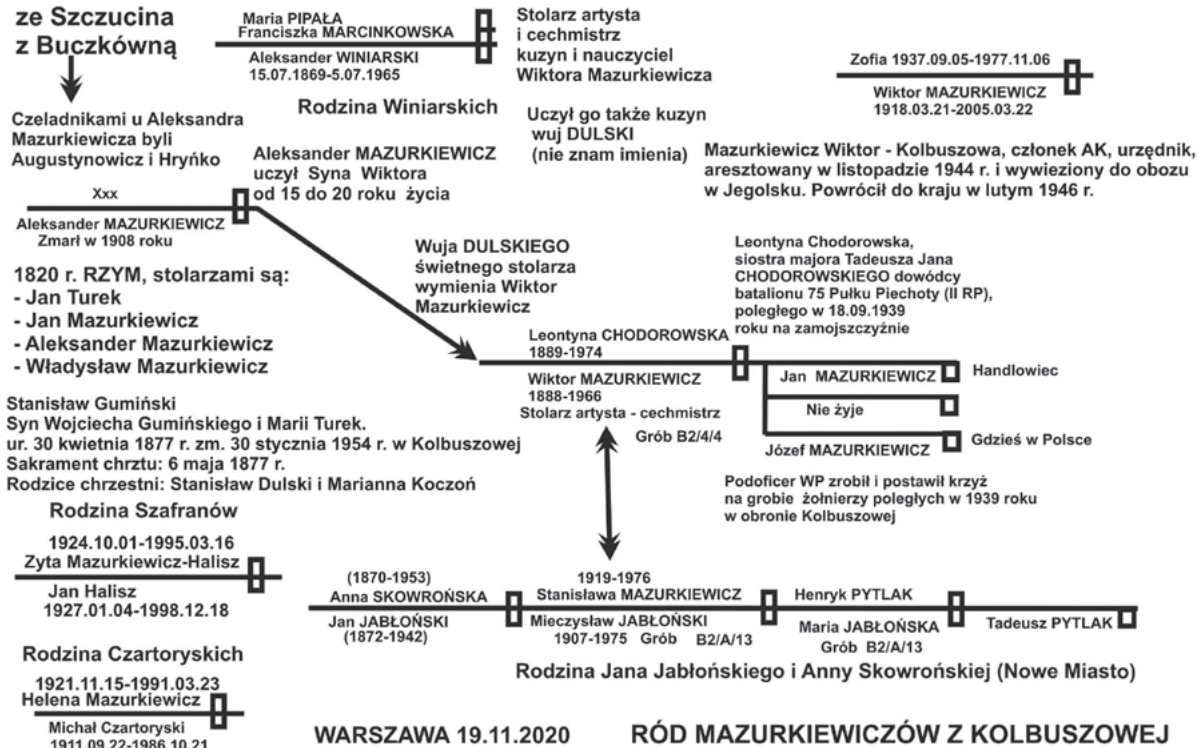 ze Szczucina
z Buczkówną
Czeladnikami u Aleksandra
Mazurkiewicza byli
Augustynowicz i Hryńko
Xxx
Aleksander MAZURKIEWICZ
Zmarł w 1908 roku
Maria PIPAŁA
Franciszka MARCINKOWSKA
Aleksander WINIARSKI
15.07.1869-5.07.1965
Rodzina Winiarskich
Stolarz artysta
i cechmistrz
kuzyn i nauczyciel
Wiktora Mazurkiewicza
Uczył go także kuzyn
wuj DULSKI
(nie znam imienia)
Zofia 1937.09.05-1977.11.06
Wiktor MAZURKIEWICZ
1918.03.21-2005.03.22
Mazurkiewicz Wiktor - Kolbuszowa, członek AK, urzędnik,
aresztowany w listopadzie 1944 r. i wywieziony do obozu
w Jegolsku. Powrócił do kraju w lutym 1946 r.
Aleksander MAZURKIEWICZ
uczył Syna Wiktora
od 15 do 20 roku życia
Wuja DULSKIEGO
świetnego stolarza
wymienia Wiktor
Mazurkiewicz
Leontyna Chodorowska,
siostra majora Tadeusza Jana
CHODOROWSKIEGO dowódcy
batalionu 75 Pułku Piechoty (II RP),
poległego w 18.09.1939
roku na zamojszczyźnie
1820 r. RZYM, stolarzami są:
- Jan Turek
- Jan Mazurkiewicz
- Aleksander Mazurkiewicz
- Władysław Mazurkiewicz
Leontyna CHODOROWSKA
1889-1974
Wiktor MAZURKIEWICZ
1888-1966
Stolarz artysta - cechmistrz
Grób B2/4/4
Jan MAZURKIEWICZ
Handlowiec
Nie żyje
Józef MAZURKIEWICZ
Gdzieś w Polsce
Podoficer WP zrobił i postawił krzyż
na grobie żołnierzy poległych w 1939 roku
w obronie Kolbuszowej
Stanisław Gumiński
Syn Wojciecha Gumińskiego i Marii Turek.
ur. 30 kwietnia 1877 r. zm. 30 stycznia 1954 r. w Kolbuszowej
Sakrament chrztu: 6 maja 1877 r.
Rodzice chrzestni: Stanisław Dulski i Marianna Koczoń
Rodzina Szafranów
1924.10.01-1995.03.16
Zyta Mazurkiewicz-Halisz
Jan Halisz
1927.01.04-1998.12.18
(1870-1953)
Anna SKOWROŃSKA
Jan JABŁOŃSKI
(1872-1942)
1919-1976
Stanisława MAZURKIEWICZ
Mieczysław JABŁOŃSKI
1907-1975 Grób B2/A/13
Henryk PYTLAK
Maria JABŁOŃSKA
Grób B2/A/13
Tadeusz PYTLAK
Rodzina Jana Jabłońskiego i Anny Skowrońskiej (Nowe Miasto)
Rodzina Czartoryskich
1921.11.15-1991.03.23
Helena Mazurkiewicz
Michał Czartoryski
1911.09.22-1986.10.21
WARSZAWA 19.11.2020
RÓD MAZURKIEWICZÓW Z KOLBUSZOWEJ